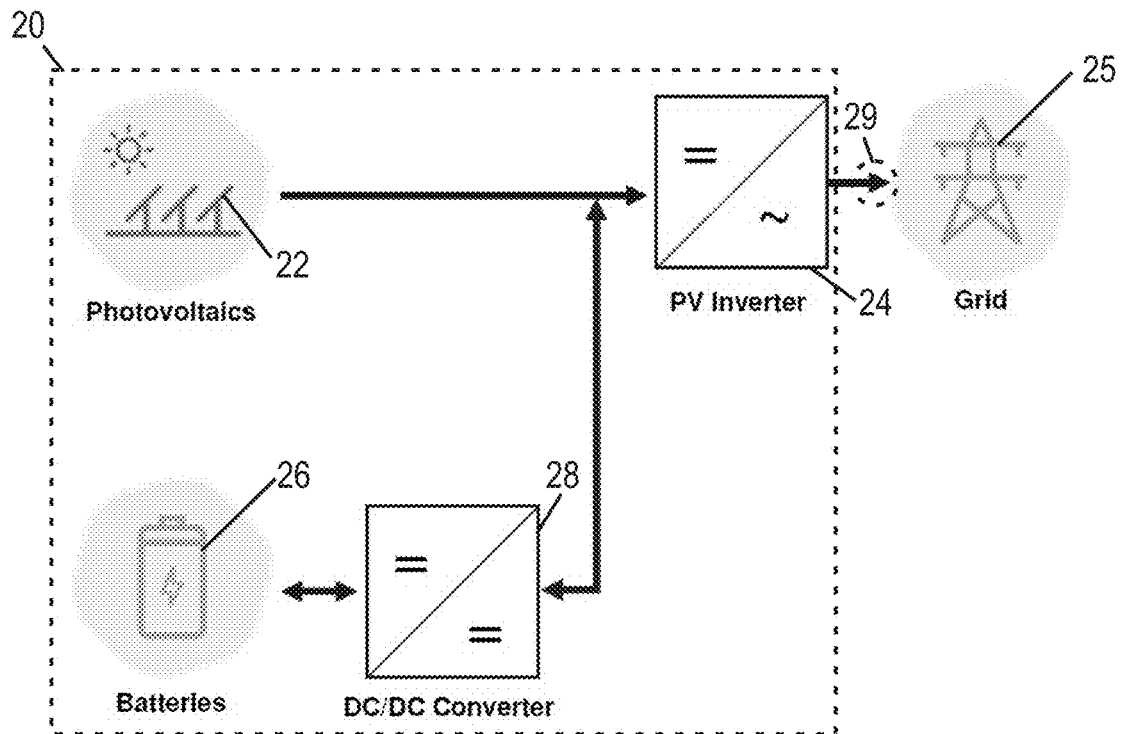 20
25
29
22
Photovoltaics
PV Inverter
24
Grid
26
28
Batteries
DC/DC Converter